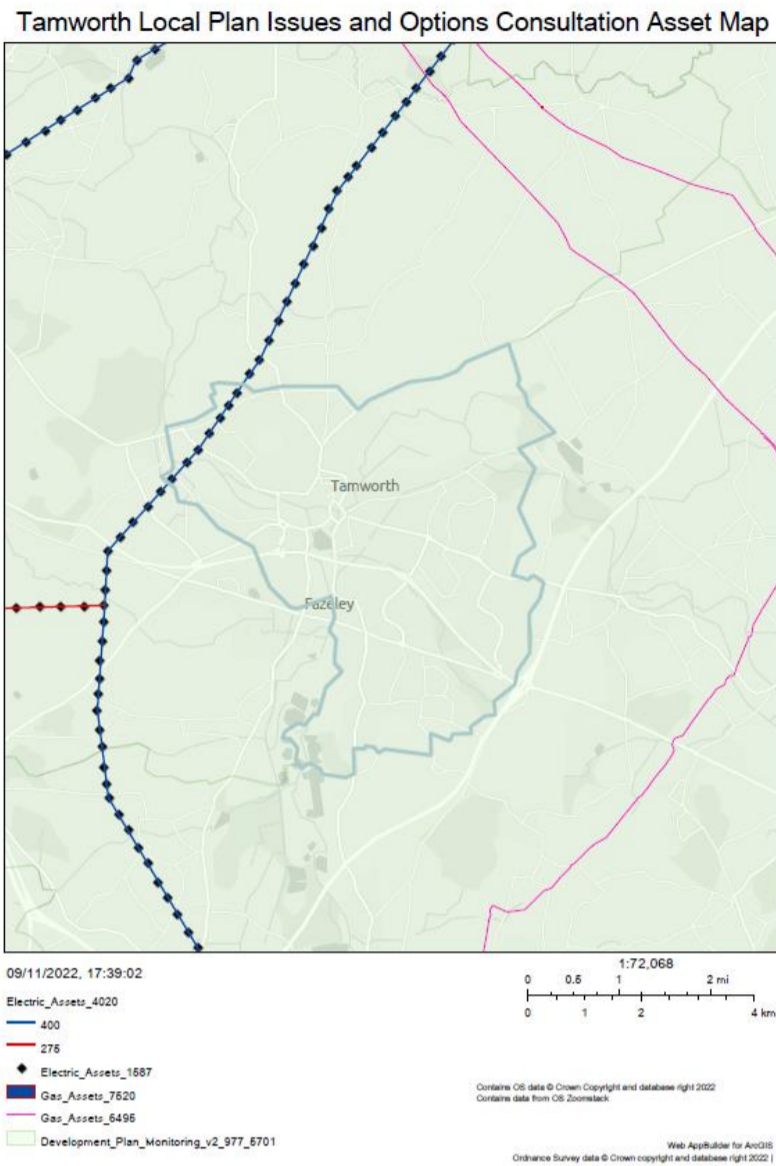 Tamworth Local Plan Issues and Options Consultation Asset Map
Tamworth
Fazeley
09/11/2022, 17:39:02
Electric_Assets_4020
400
275
Electric_Assets_1587
Gas_Assets_7520
Gas_Assets_6495
Development_Plan_Monitoring_v2_977_5701
1:72,068
0 0.5 1 2 mi
0 1 2 4 km
Contains OS data © Crown Copyright and database right 2022
Contains data from OS Zoomstack
Web AppBuilder for ArcGIS
Ordnance Survey data © Crown copyright and database right 2022 |